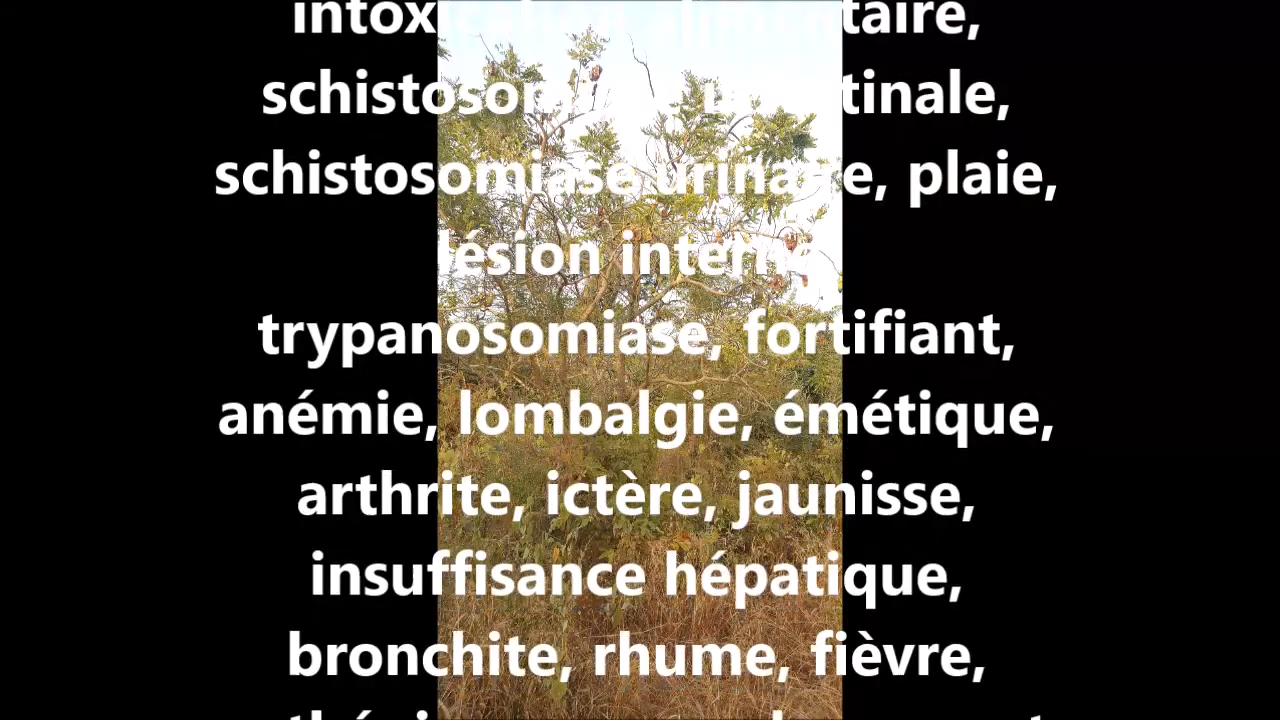 intoxication alimentaire,
schistosomiase intestinale,
schistosomiase urinaire, plaie,
lésion interne,
trypanosomiase, fortifiant,
anémie, lombalgie, émétique,
arthrite, ictère, jaunisse,
insuffisance hépatique,
bronchite, rhume, fièvre,